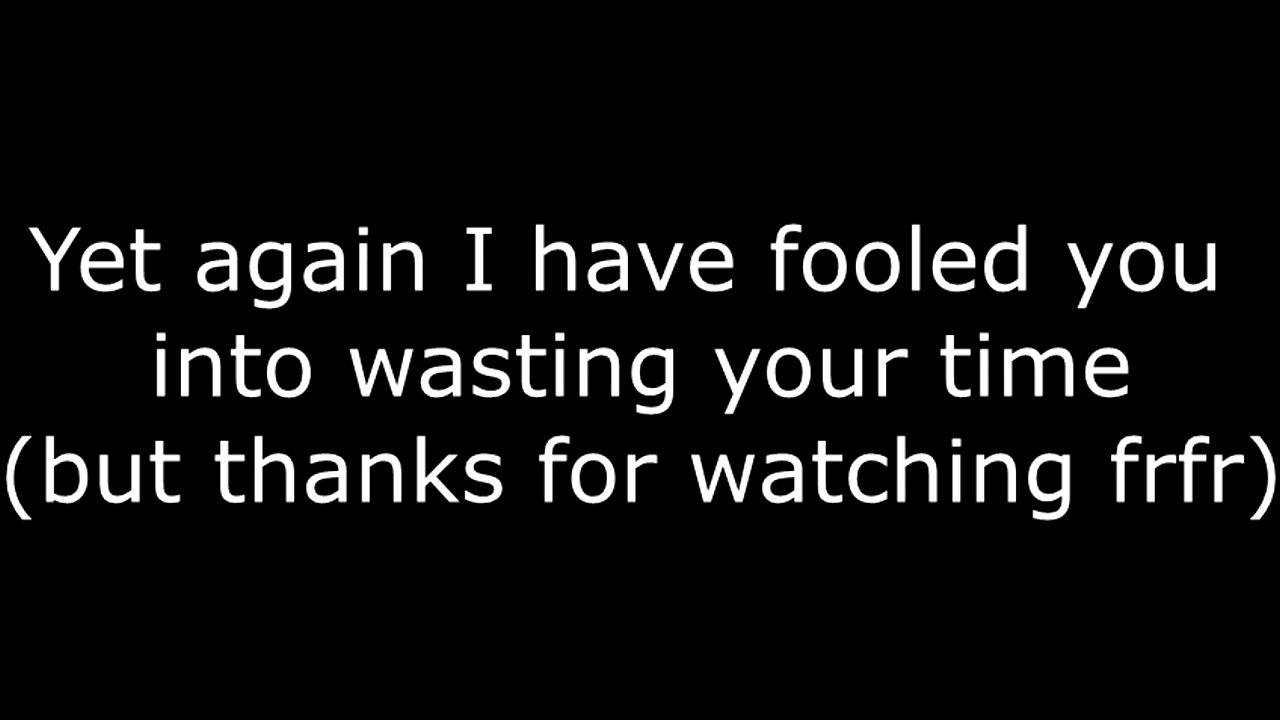 Yet again I have fooled you
into wasting your time
(but thanks for watching frfr)